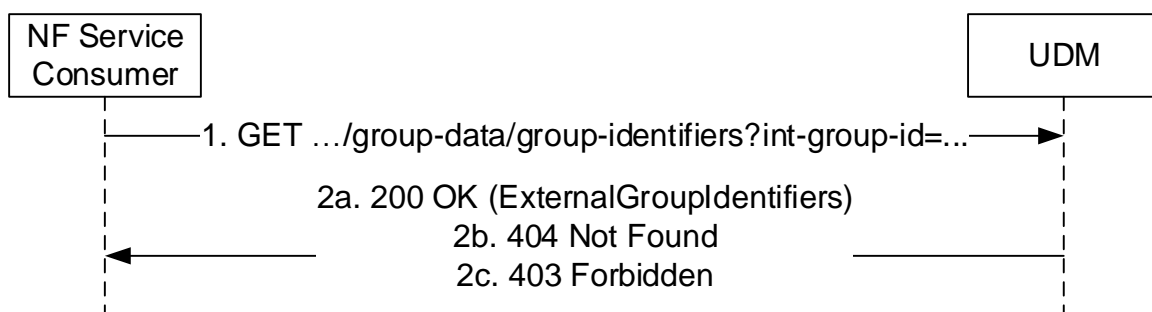 NF Service
Consumer
UDM
1. GET …/group-data/group-identifiers?int-group-id=...
2a. 200 OK (ExternalGroupIdentifiers)
2b. 404 Not Found
2c. 403 Forbidden